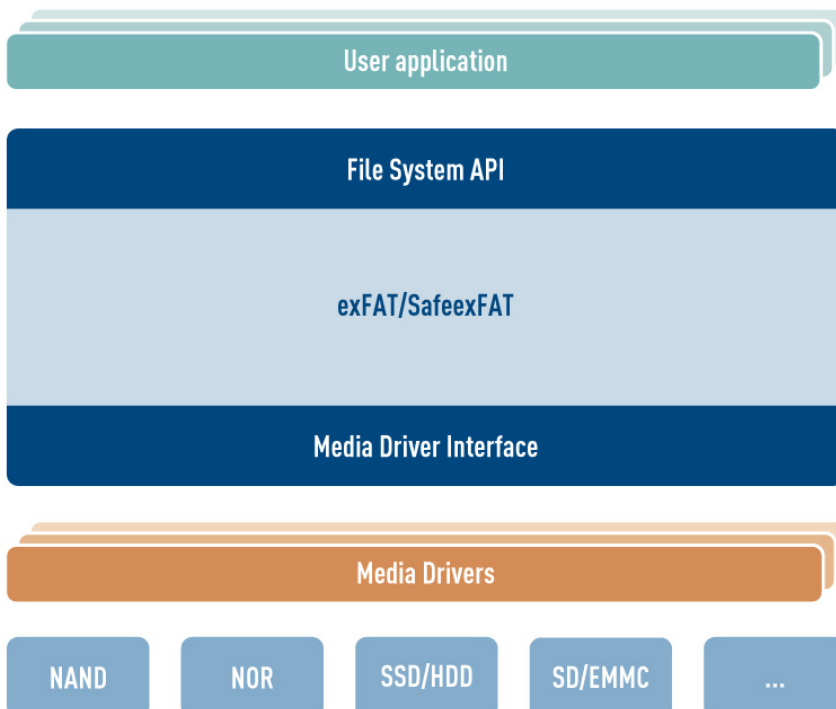 User application
File System API
exFAT/SafeexFAT
Media Driver Interface
Media Drivers
NAND
NOR
SSD/HDD
SD/EMMC
...